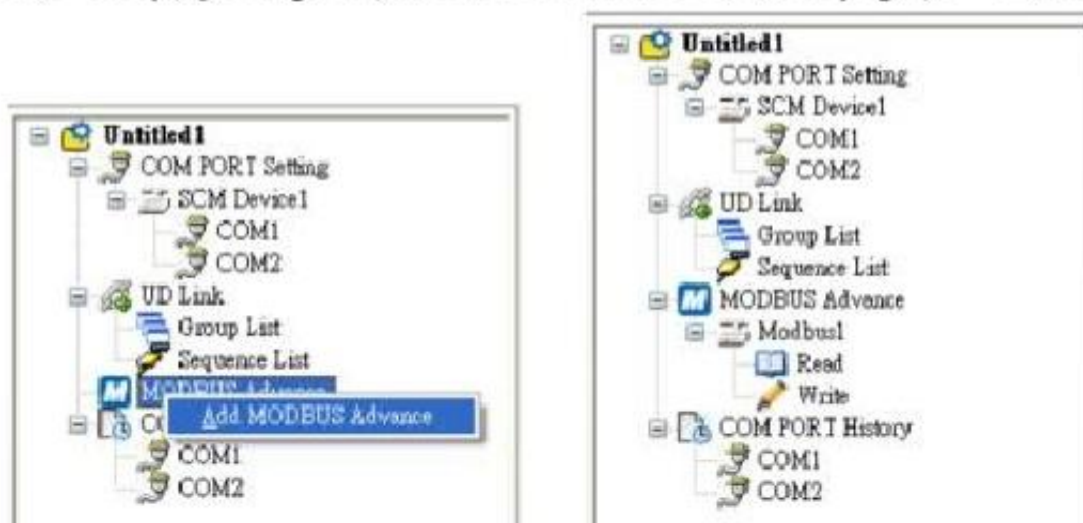 Untitled1
COM PORT Setting
SCM Device1
COM1
COM2
UD Link
Group List
Sequence List
MODBUS Advance
Add MODBUS Advance
COM1
COM2
Untitled1
COM PORT Setting
SCM Device1
COM1
COM2
UD Link
Group List
Sequence List
MODBUS Advance
Modbus1
Read
Write
COM PORT History
COM1
COM2